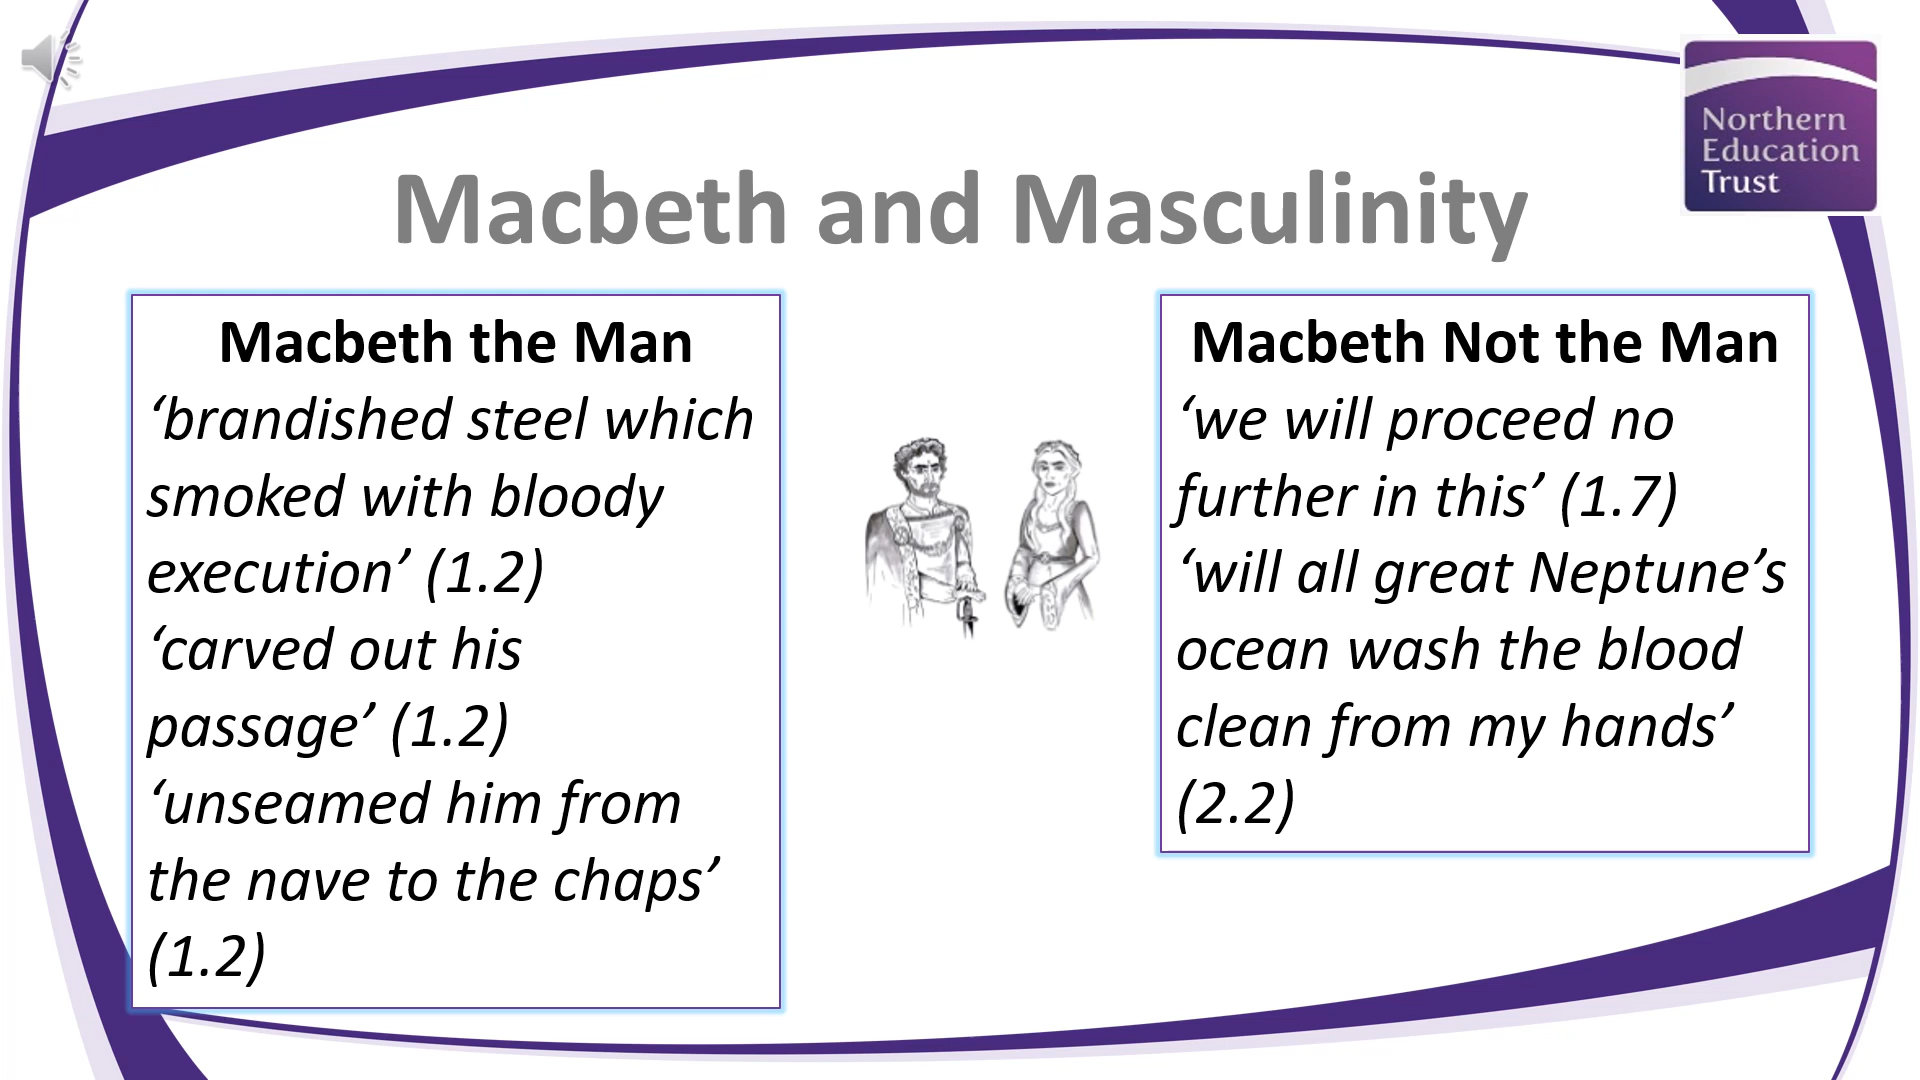 Northern
Education
Trust
Macbeth and Masculinity
Macbeth the Man
‘brandished steel which
smoked with bloody
execution’ (1.2)
‘carved out his
passage’ (1.2)
‘unseamed him from
the nave to the chaps’
(1.2)
Macbeth Not the Man
‘we will proceed no
further in this’ (1.7)
‘will all great Neptune’s
ocean wash the blood
clean from my hands’
(2.2)